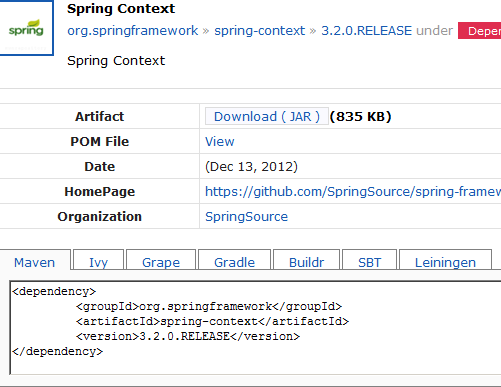 Spring Context
spring
org.springframework » spring-context » 3.2.0.RELEASE under Depe
Spring Context
Artifact Download ( JAR ) (835 KB)
POM File View
Date (Dec 13, 2012)
HomePage https://github.com/SpringSource/spring-framew
Organization SpringSource
Maven Ivy Grape Gradle Buildr SBT Leiningen
<dependency>
<groupId>org.springframework</groupId>
<artifactId>spring-context</artifactId>
<version>3.2.0.RELEASE</version>
</dependency>